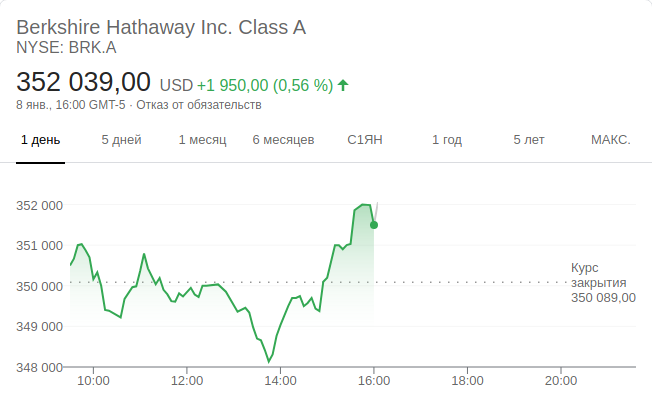 Berkshire Hathaway Inc. Class A
NYSE: BRK.A
352 039,00 USD +1 950,00 (0,56 %)
8 янв., 16:00 GMT-5 · Отказ от обязательств
1 день 5 дней 1 месяц 6 месяцев С1ЯН 1 год 5 лет МАКС.
352 000
351 000
350 000
349 000
348 000
Курс
закрытия
350 089,00
10:00 12:00 14:00 16:00 18:00 20:00